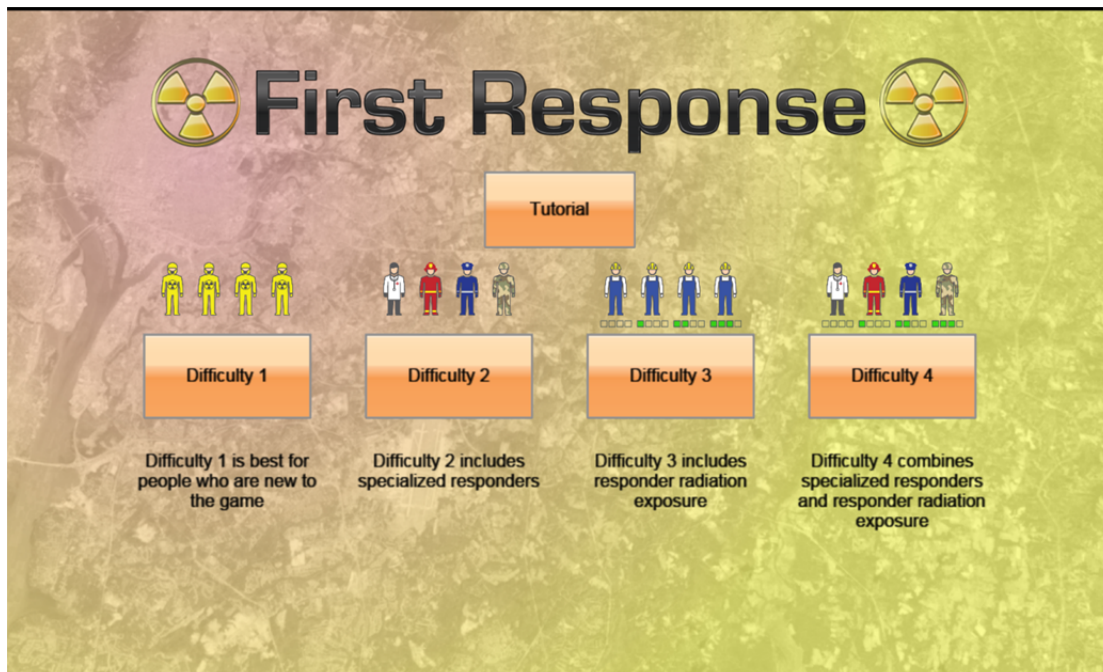 First Response
Tutorial
Difficulty 1
Difficulty 2
Difficulty 3
Difficulty 4
Difficulty 1 is best for
people who are new to
the game
Difficulty 2 includes
specialized responders
Difficulty 3 includes
responder radiation
exposure
Difficulty 4 combines
specialized responders
and responder radiation
exposure